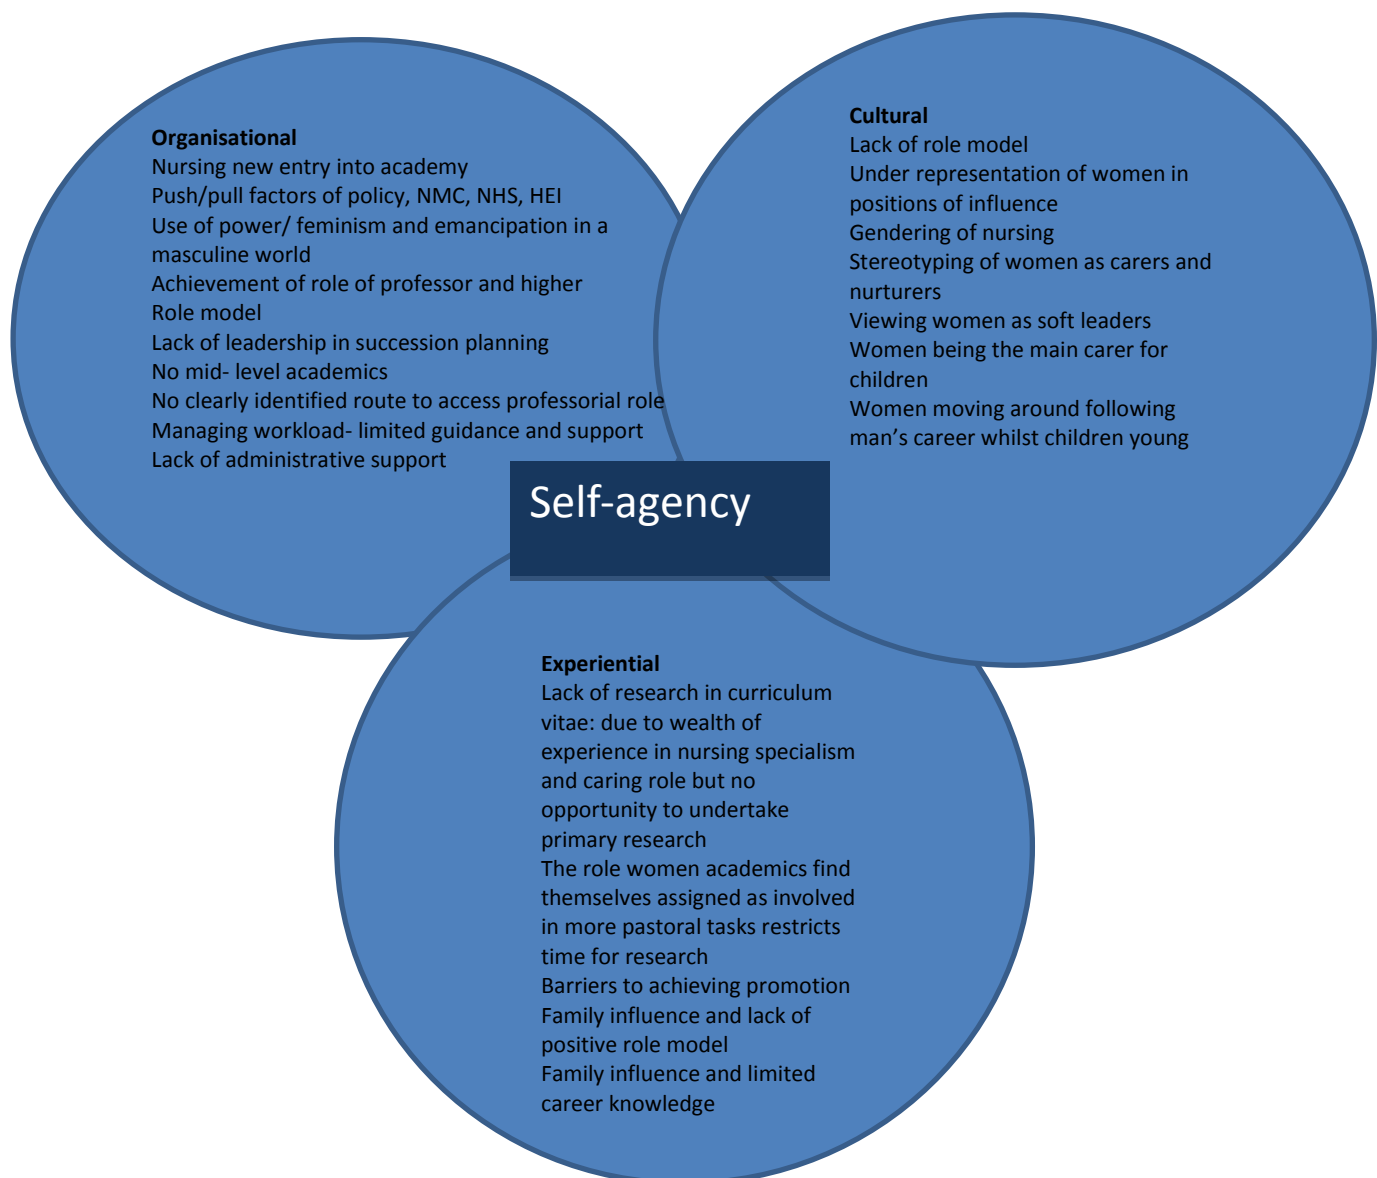 Organisational
Nursing new entry into academy
Push/pull factors of policy, NMC, NHS, HEI
Use of power/ feminism and emancipation in a
masculine world
Achievement of role of professor and higher
Role model
Lack of leadership in succession planning
No mid- level academics
No clearly identified route to access professorial role
Managing workload- limited guidance and support
Lack of administrative support
Cultural
Lack of role model
Under representation of women in
positions of influence
Gendering of nursing
Stereotyping of women as carers and
nurturers
Viewing women as soft leaders
Women being the main carer for
children
Women moving around following
man’s career whilst children young
Self-agency
Experiential
Lack of research in curriculum
vitae: due to wealth of
experience in nursing specialism
and caring role but no
opportunity to undertake
primary research
The role women academics find
themselves assigned as involved
in more pastoral tasks restricts
time for research
Barriers to achieving promotion
Family influence and lack of
positive role model
Family influence and limited
career knowledge